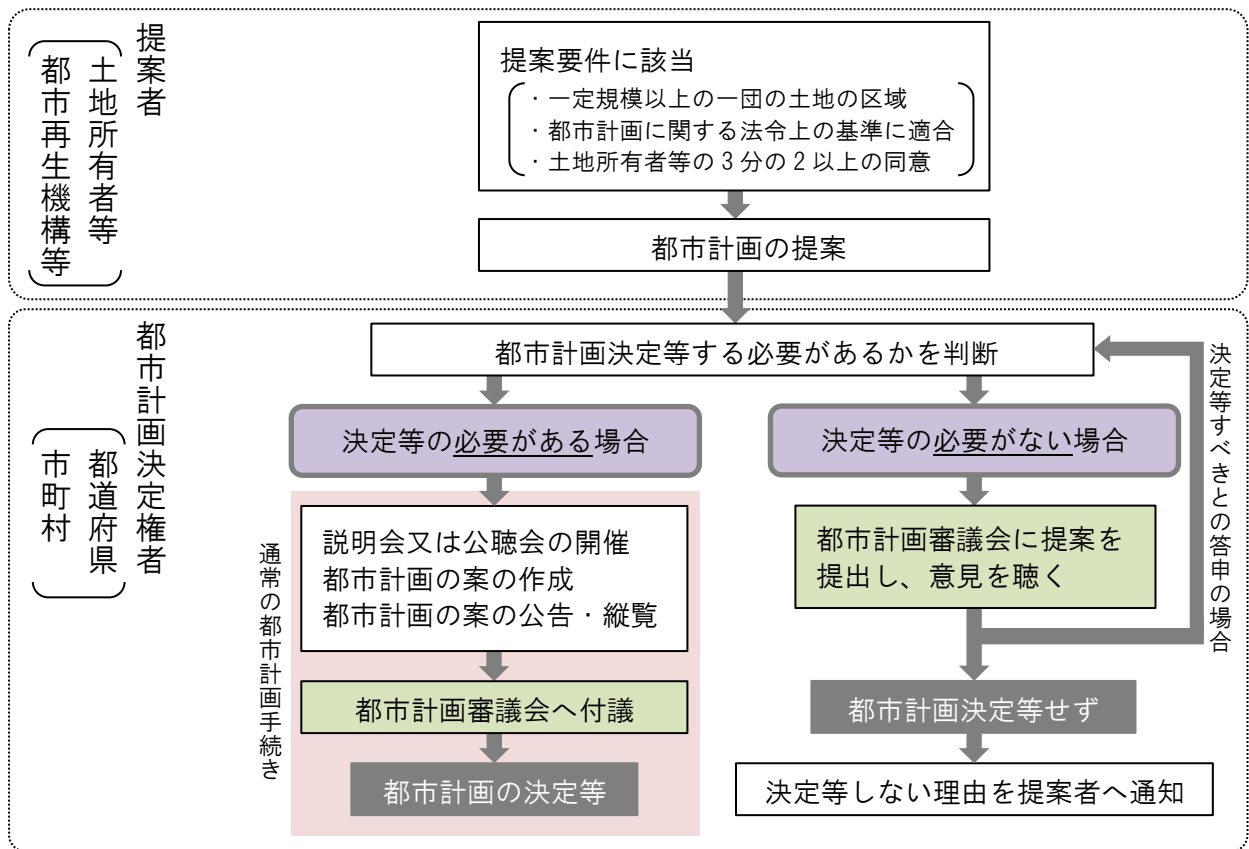 提案者
土地所有者等
都市再生機構等
提案要件に該当
・一定規模以上の一団の土地の区域
・都市計画に関する法令上の基準に適合
・土地所有者等の3分の2以上の同意
都市計画の提案
都市計画決定権者
都道府県
市町村
都市計画決定等する必要があるかを判断
決定等の必要がある場合
決定等の必要がない場合
決定等すべきとの答申の場合
通常の都市計画手続き
説明会又は公聴会の開催
都市計画の案の作成
都市計画の案の公告・縦覧
都市計画審議会に提案を
提出し、意見を聴く
都市計画審議会へ付議
都市計画決定等せず
都市計画の決定等
決定等しない理由を提案者へ通知